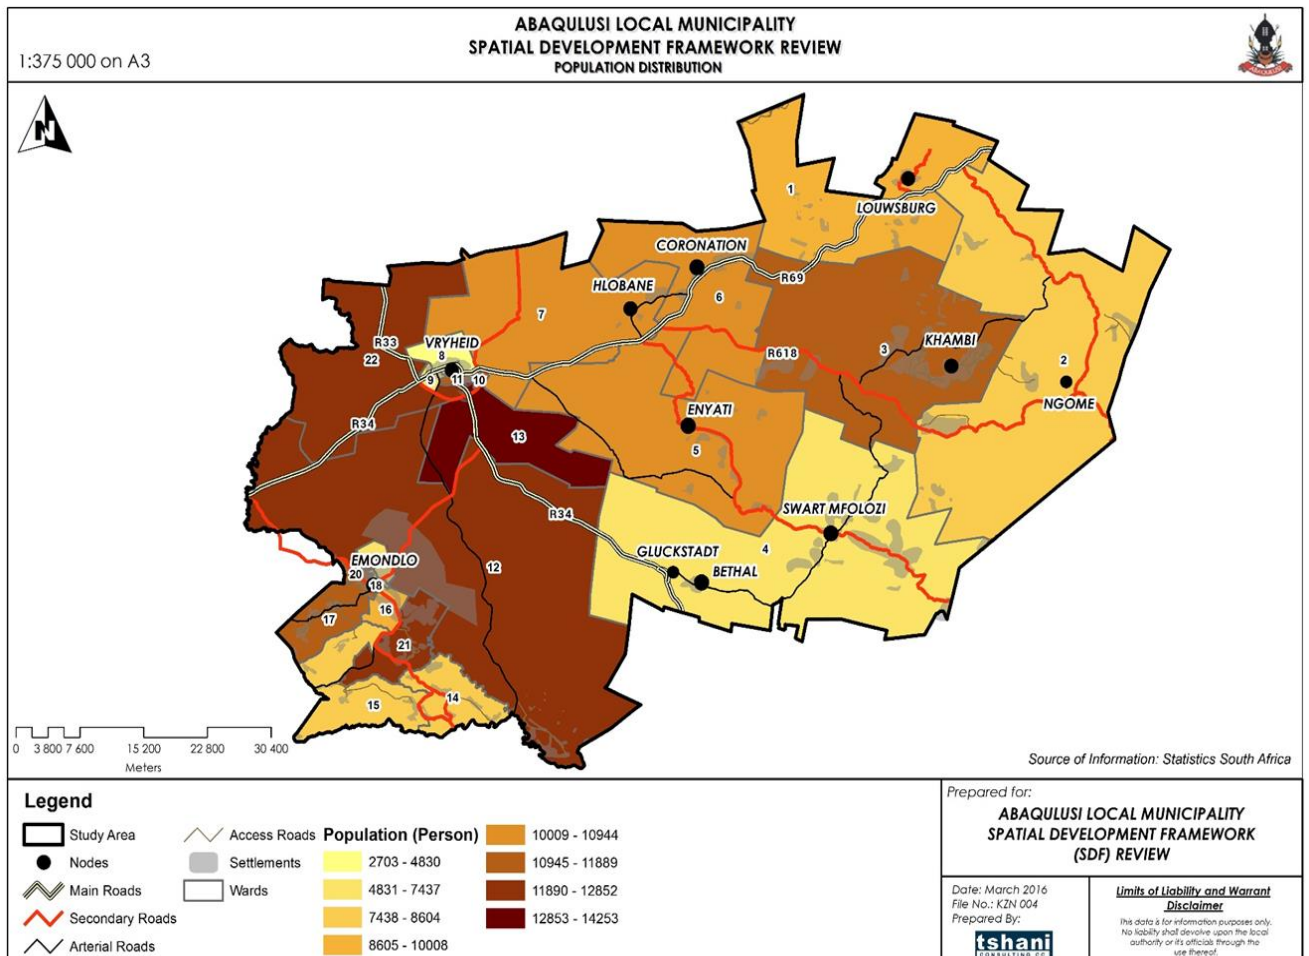 ABAQULUSI LOCAL MUNICIPALITY
SPATIAL DEVELOPMENT FRAMEWORK REVIEW
POPULATION DISTRIBUTION
1:375 000 on A3
ABAQULUSI
N
1
LOUWSBURG
CORONATION
R69
HLOBANE
6
7
R33
VRYHEID
8
22
R618
3
KHAMBI
2
9
11
10
NGOME
ENYATI
R34
13
5
SWART MFOLOZI
R34
4
GLUCKSTADT
BETHAL
EMONDLO
20
12
18
16
17
21
14
15
0 3 800 7 600 15 200 22 800 30 400
Meters
Source of Information: Statistics South Africa
Legend
Study Area
Nodes
Main Roads
Secondary Roads
Arterial Roads
Access Roads
Settlements
Wards
Population (Person)
2703 - 4830
4831 - 7437
7438 - 8604
8605 - 10008
10009 - 10944
10945 - 11889
11890 - 12852
12853 - 14253
Prepared for:
ABAQULUSI LOCAL MUNICIPALITY
SPATIAL DEVELOPMENT FRAMEWORK
(SDF) REVIEW
Date: March 2016
File No.: KZN 004
Prepared By:
tshani
CONSULTING CC
Limits of Liability and Warrant
Disclaimer
This data is for information purposes only.
No liability shall devolve upon the local
authority or it's officials through the
use thereof.